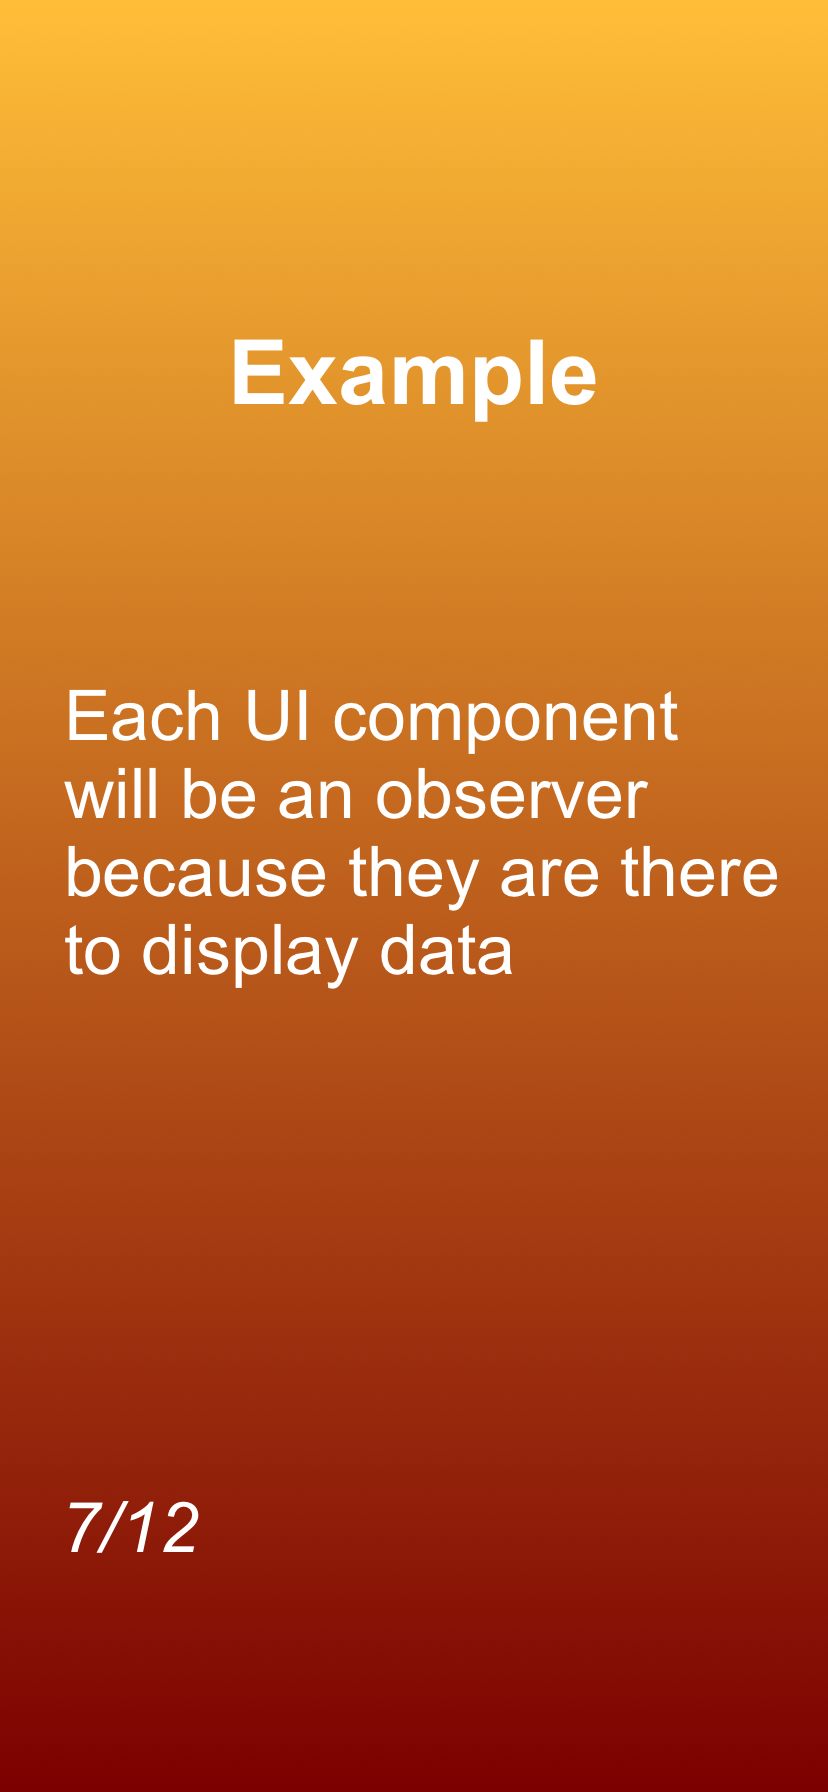 Example
Each UI component
will be an observer
because they are there
to display data
7/12